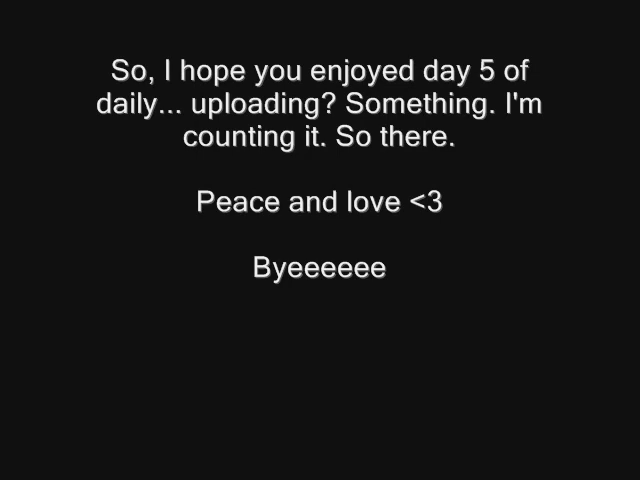 So, I hope you enjoyed day 5 of
daily... uploading? Something. I'm
counting it. So there.
Peace and love <3
Byeeeeee